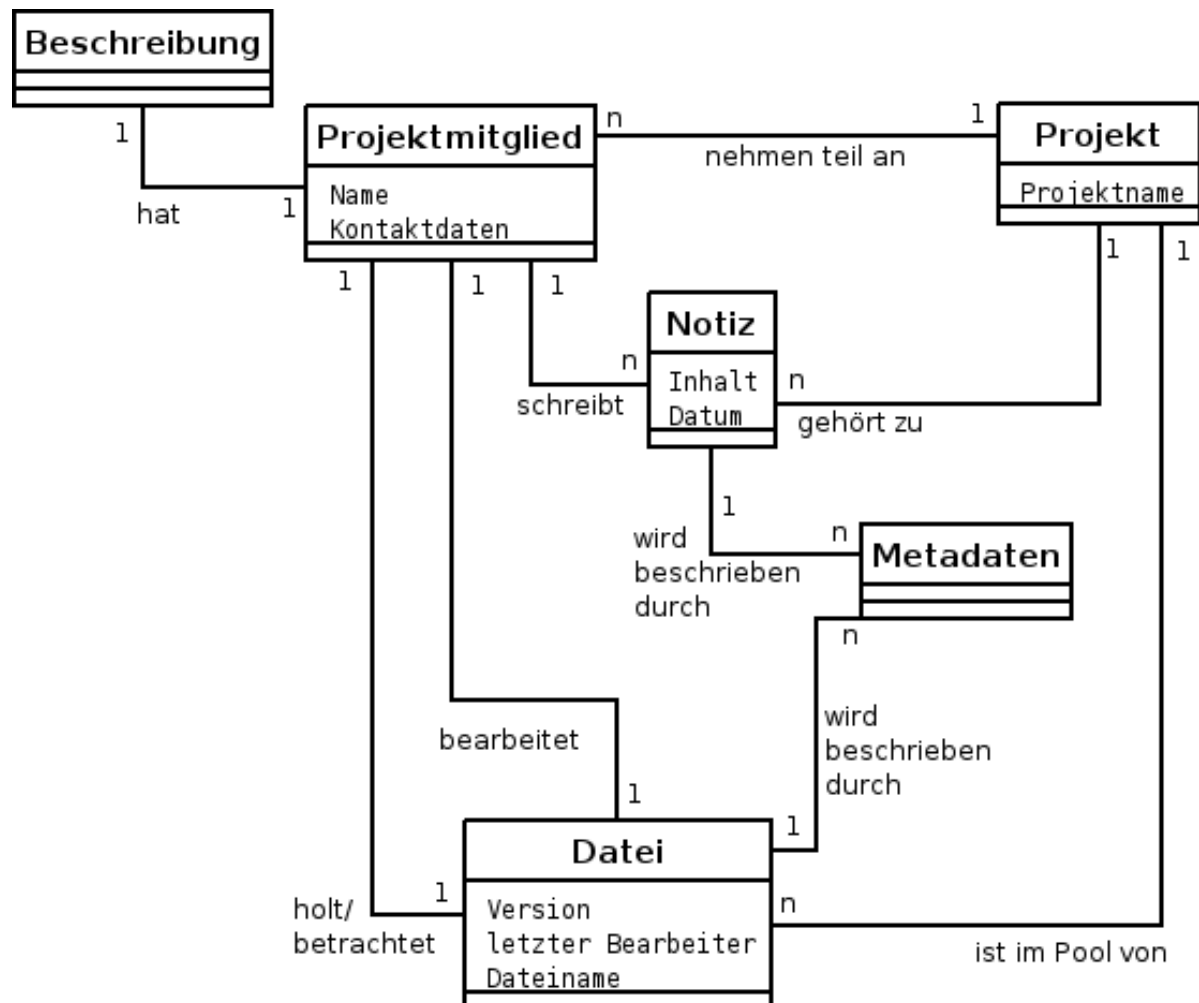 Beschreibung
1
hat
1
Projektmitglied
Name
Kontaktdaten
n
1
nehmen teil an
Projekt
Projektname
1
1
1
1
1
Notiz
Inhalt
Datum
n
schreibt
n
gehört zu
1
n
wird
beschrieben
durch
Metadaten
n
wird
beschrieben
durch
bearbeitet
1
1
Datei
Version
letzter Bearbeiter
Dateiname
1
holt/
betrachtet
n
ist im Pool von